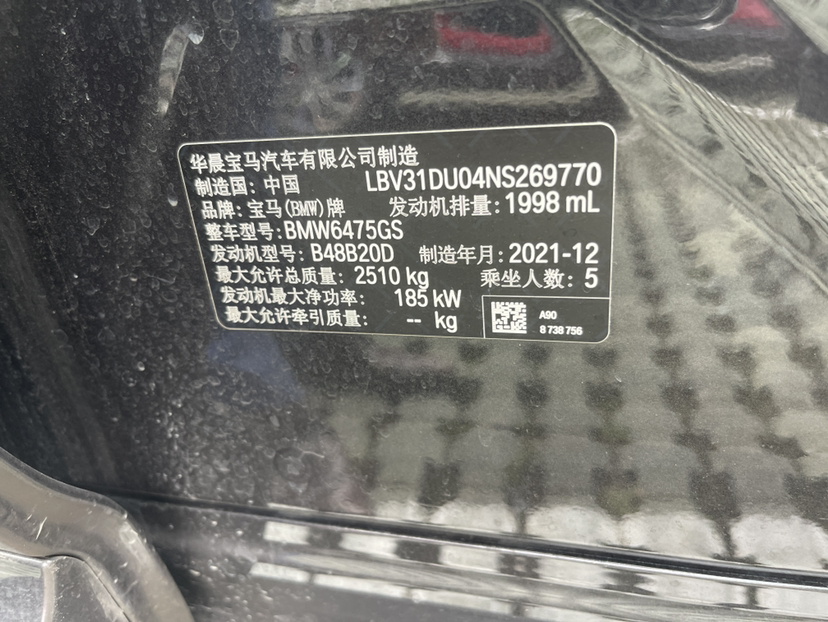 华晨宝马汽车有限公司制造
制造国: 中国 LBV31DU04NS269770
品牌: 宝马(BMW)牌 发动机排量: 1998 mL
整车型号: BMW6475GS
发动机型号: B48B20D 制造年月: 2021-12
最大允许总质量: 2510 kg 乘坐人数: 5
发动机最大净功率: 185 kW
最大允许牵引质量: -- kg
A90
8 738 756